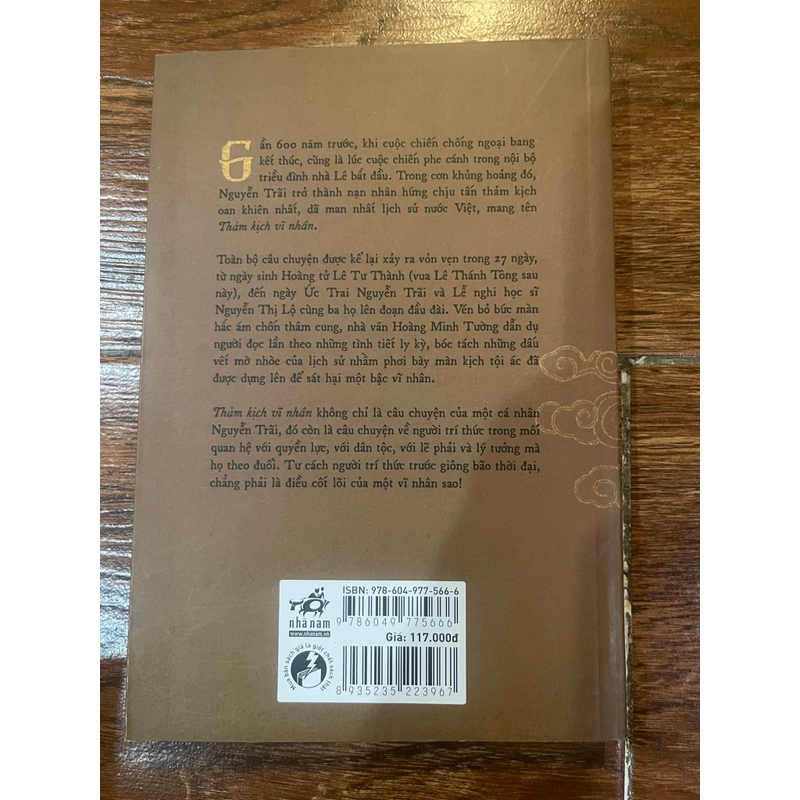 Gần 600 năm trước, khi cuộc chiến chống ngoại bang
kết thúc, cũng là lúc cuộc chiến phe cánh trong nội bộ
triều đình nhà Lê bắt đầu. Trong cơn khủng hoảng đó,
Nguyễn Trãi trở thành nạn nhân hứng chịu tấn thảm kịch
oan khiên nhất, dã man nhất lịch sử nước Việt, mang tên
Thảm kịch vĩ nhân.
Toàn bộ câu chuyện được kể lại xảy ra vỏn vẹn trong 27 ngày,
từ ngày sinh Hoàng tử Lê Tư Thành (vua Lê Thánh Tông sau
này), đến ngày Ức Trai Nguyễn Trãi và Lễ nghi học sĩ
Nguyễn Thị Lộ cùng ba họ lên đoạn đầu đài. Vén bỏ bức màn
hắc ám chốn thâm cung, nhà văn Hoàng Minh Tường dẫn dụ
người đọc lần theo những tình tiết ly kỳ, bóc tách những dấu
vết mờ nhòe của lịch sử nhằm phơi bày màn kịch tội ác đã
được dựng lên để sát hại một bậc vĩ nhân.
Thảm kịch vĩ nhân không chỉ là câu chuyện của một cá nhân
Nguyễn Trãi, đó còn là câu chuyện về người trí thức trong mối
quan hệ với quyền lực, với dân tộc, với lẽ phải và lý tưởng mà
họ theo đuổi. Tư cách người trí thức trước giông bão thời đại,
chẳng phải là điều cốt lõi của một vĩ nhân sao!
ISBN: 978-604-977-566-6
nhã nam
www.nhanam.vn
9 786049 775666
Giá: 117.000đ
Mua bán sách giả là giết chết sách thật
8 935235 223967